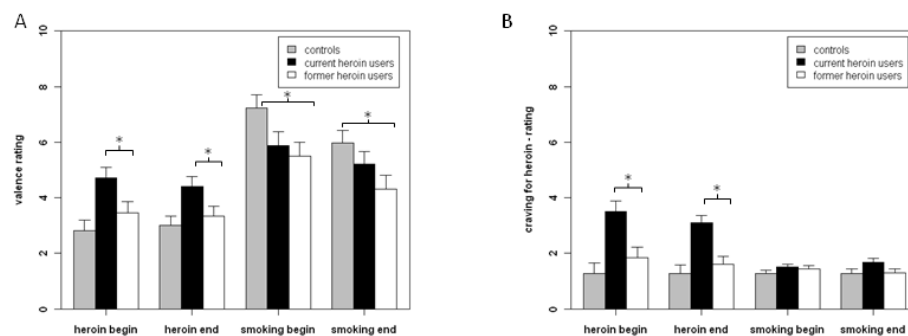 A
10
8
6
4
2
0
valence rating
controls
current heroin users
former heroin users
*
*
*
*
heroin begin
heroin end
smoking begin
smoking end
B
10
8
6
4
2
0
craving for heroin - rating
controls
current heroin users
former heroin users
*
*
heroin begin
heroin end
smoking begin
smoking end